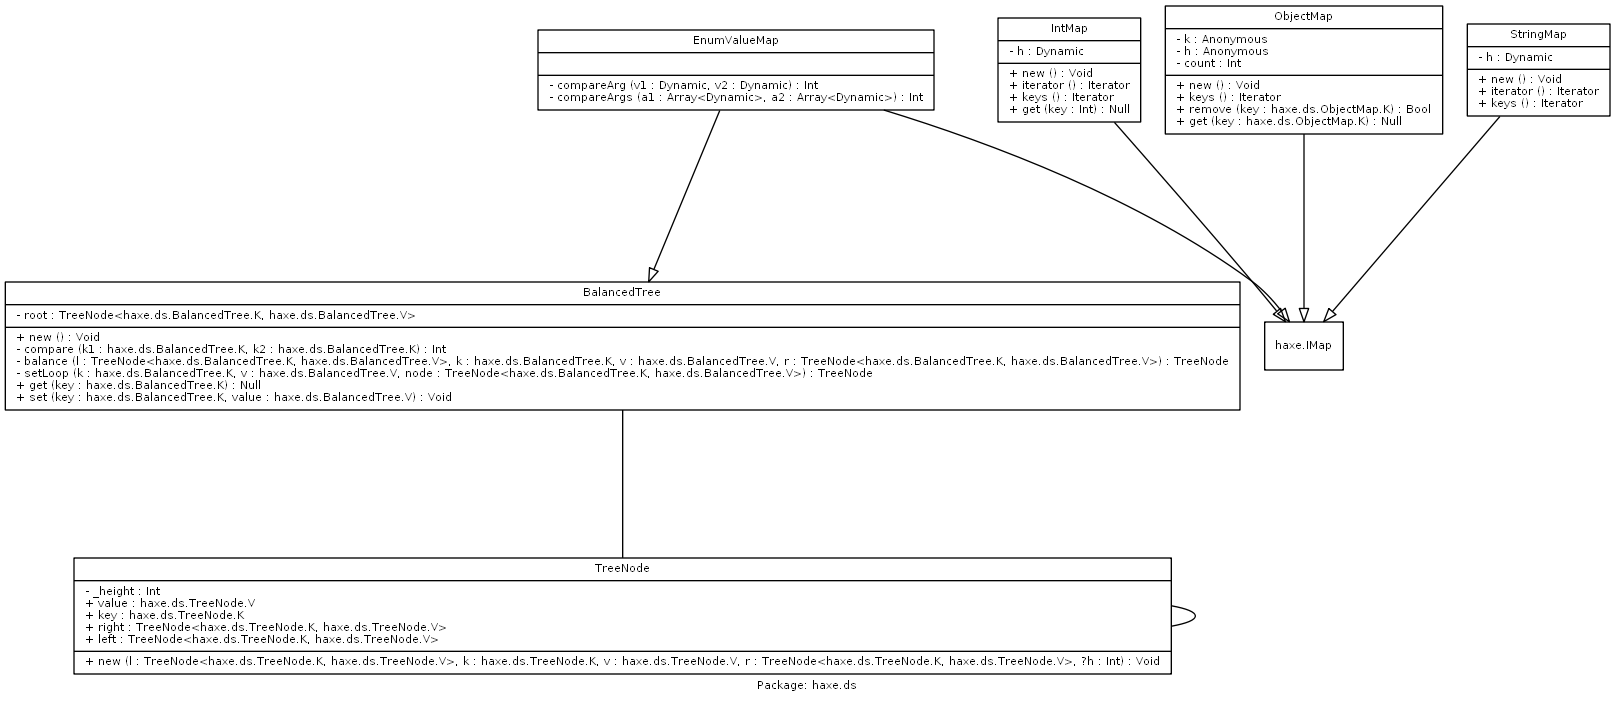 EnumValueMap
- compareArg (v1 : Dynamic, v2 : Dynamic) : Int
- compareArgs (a1 : Array<Dynamic>, a2 : Array<Dynamic>) : Int
IntMap
- h : Dynamic
+ new () : Void
+ iterator () : Iterator
+ keys () : Iterator
+ get (key : Int) : Null
ObjectMap
- k : Anonymous
- h : Anonymous
- count : Int
+ new () : Void
+ keys () : Iterator
+ remove (key : haxe.ds.ObjectMap.K) : Bool
+ get (key : haxe.ds.ObjectMap.K) : Null
StringMap
- h : Dynamic
+ new () : Void
+ iterator () : Iterator
+ keys () : Iterator
BalancedTree
- root : TreeNode<haxe.ds.BalancedTree.K, haxe.ds.BalancedTree.V>
+ new () : Void
- compare (k1 : haxe.ds.BalancedTree.K, k2 : haxe.ds.BalancedTree.K) : Int
- balance (l : TreeNode<haxe.ds.BalancedTree.K, haxe.ds.BalancedTree.V>, k : haxe.ds.BalancedTree.K, v : haxe.ds.BalancedTree.V, r : TreeNode<haxe.ds.BalancedTree.K, haxe.ds.BalancedTree.V>) : TreeNode
- setLoop (k : haxe.ds.BalancedTree.K, v : haxe.ds.BalancedTree.V, node : TreeNode<haxe.ds.BalancedTree.K, haxe.ds.BalancedTree.V>) : TreeNode
+ get (key : haxe.ds.BalancedTree.K) : Null
+ set (key : haxe.ds.BalancedTree.K, value : haxe.ds.BalancedTree.V) : Void
haxe.IMap
TreeNode
- _height : Int
+ value : haxe.ds.TreeNode.V
+ key : haxe.ds.TreeNode.K
+ right : TreeNode<haxe.ds.TreeNode.K, haxe.ds.TreeNode.V>
+ left : TreeNode<haxe.ds.TreeNode.K, haxe.ds.TreeNode.V>
+ new (l : TreeNode<haxe.ds.TreeNode.K, haxe.ds.TreeNode.V>, k : haxe.ds.TreeNode.K, v : haxe.ds.TreeNode.V, r : TreeNode<haxe.ds.TreeNode.K, haxe.ds.TreeNode.V>, ?h : Int) : Void
Package: haxe.ds